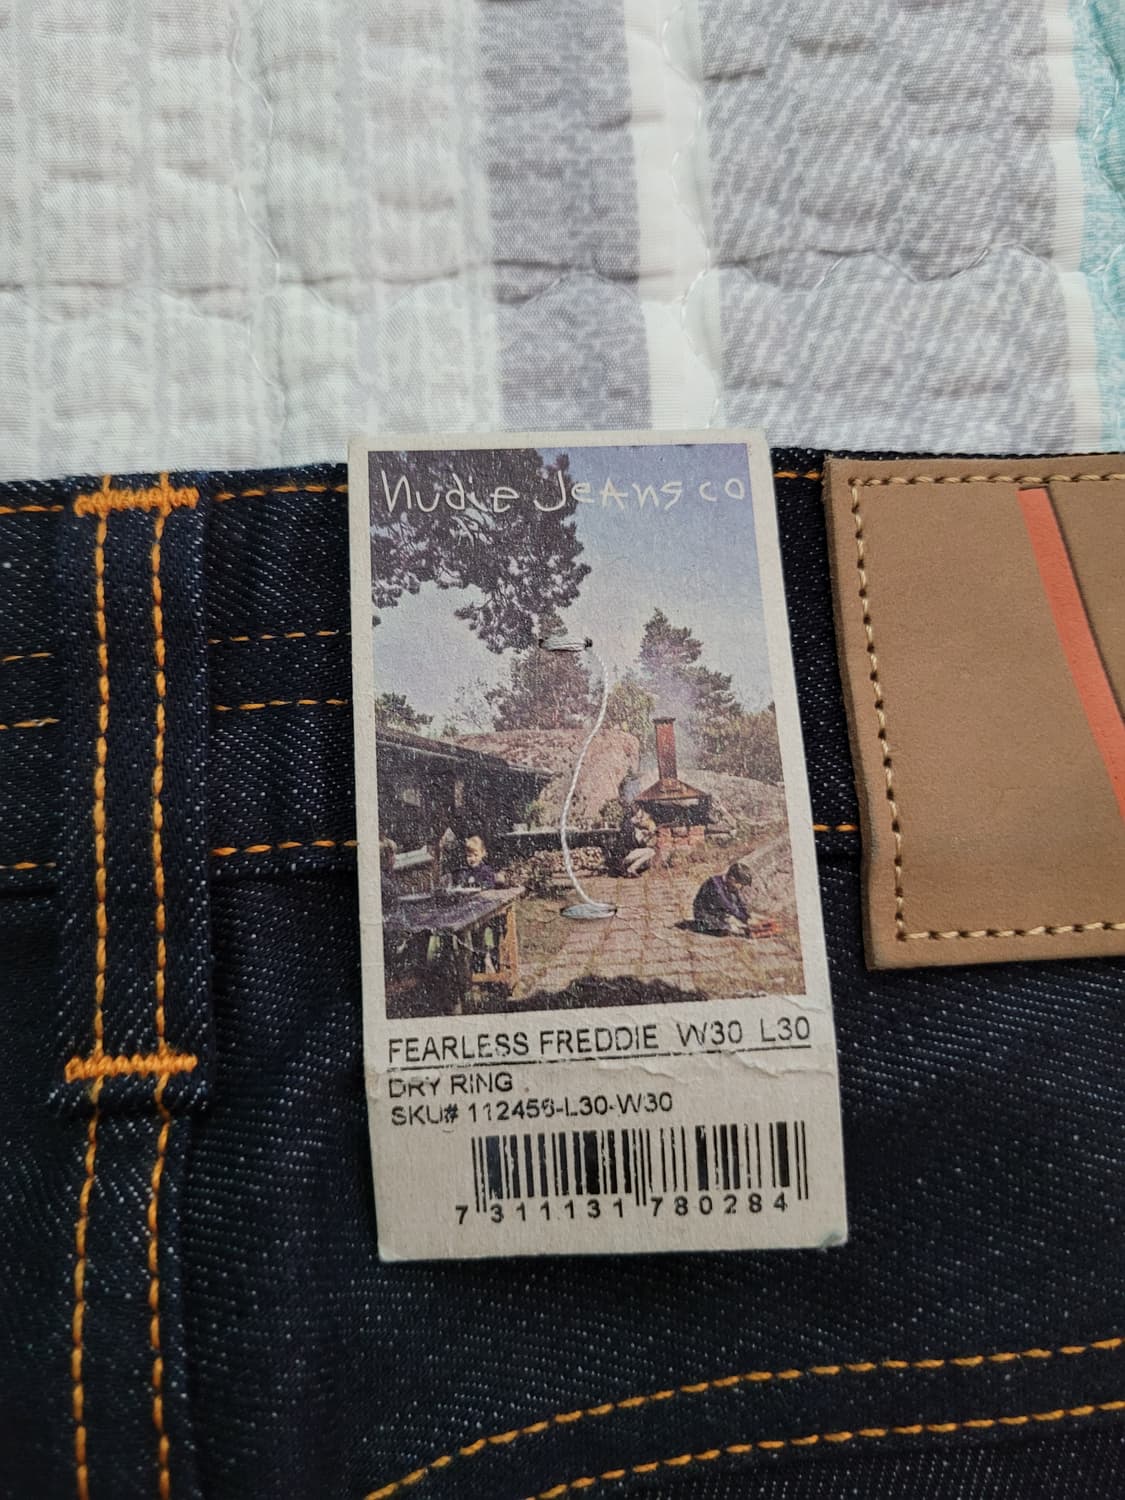 nudie JeAns co
FEARLESS FREDDIE W30 L30
DRY RING
SKU# 112456-L30-W30
7 311131 780284